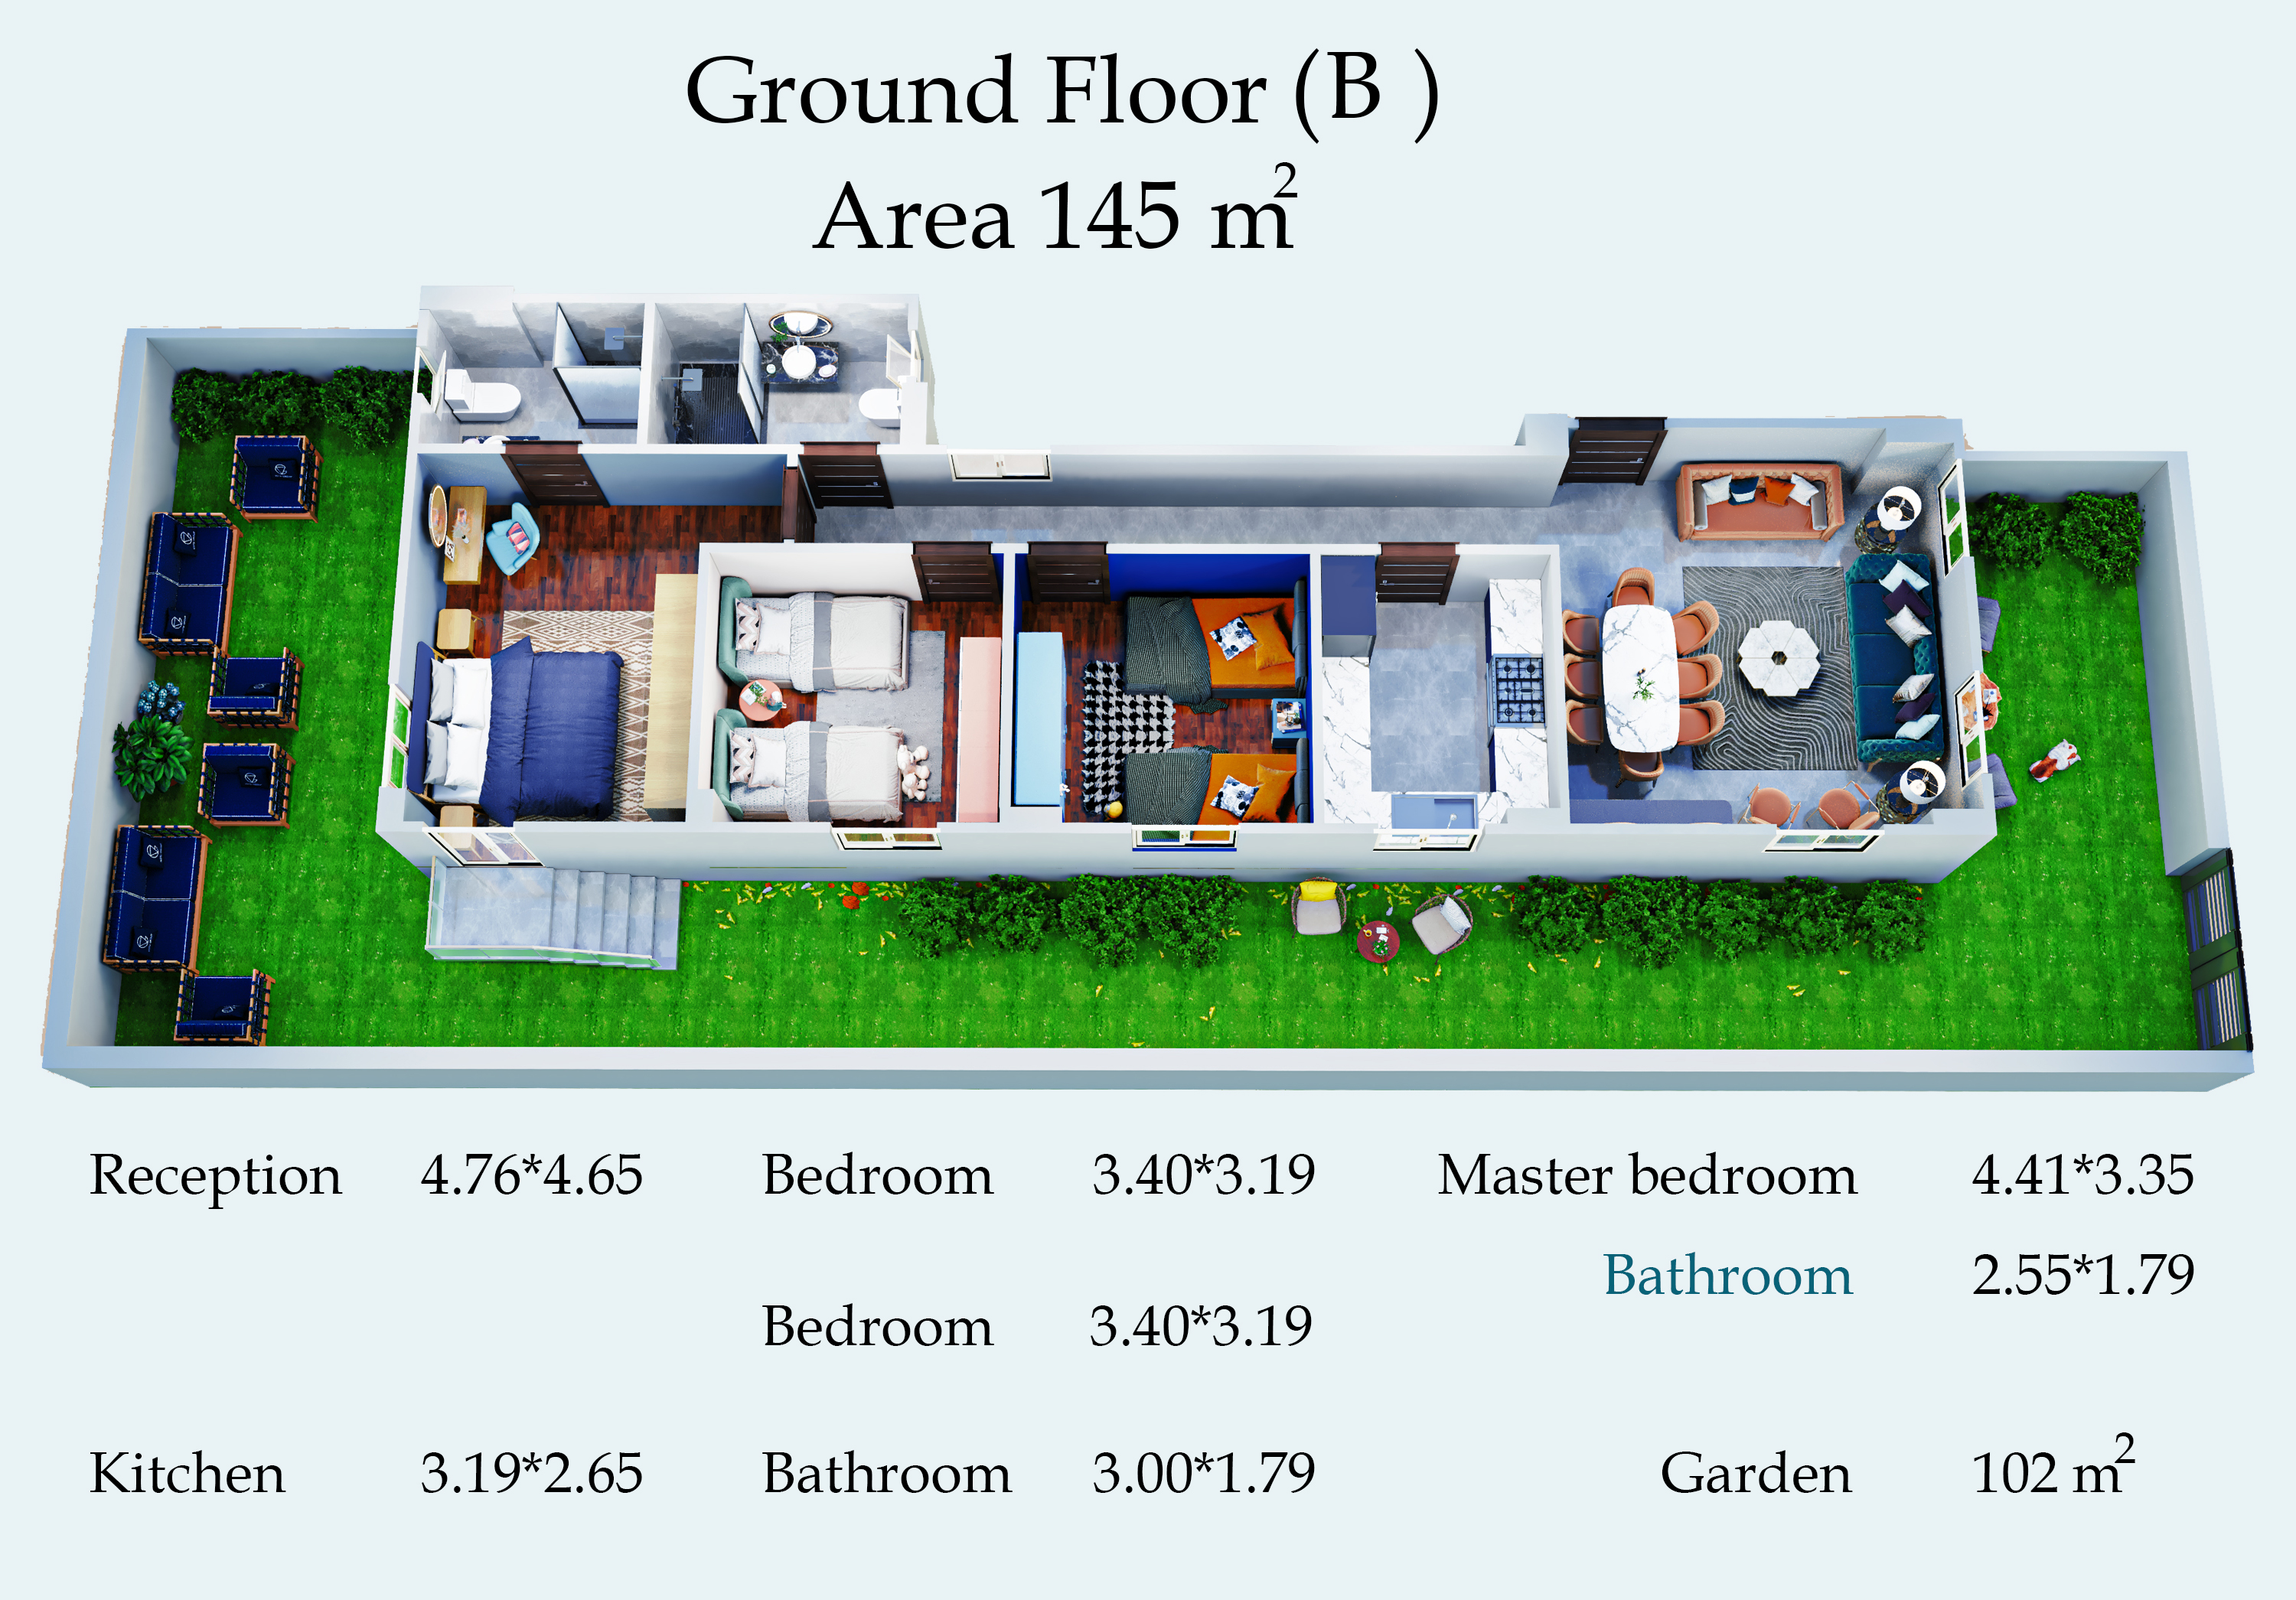 Ground Floor (B )
Area 145 m²
Reception 4.76*4.65 Bedroom 3.40*3.19 Master bedroom 4.41*3.35
Bathroom 2.55*1.79
Bedroom 3.40*3.19
Kitchen 3.19*2.65 Bathroom 3.00*1.79 Garden 102 m²